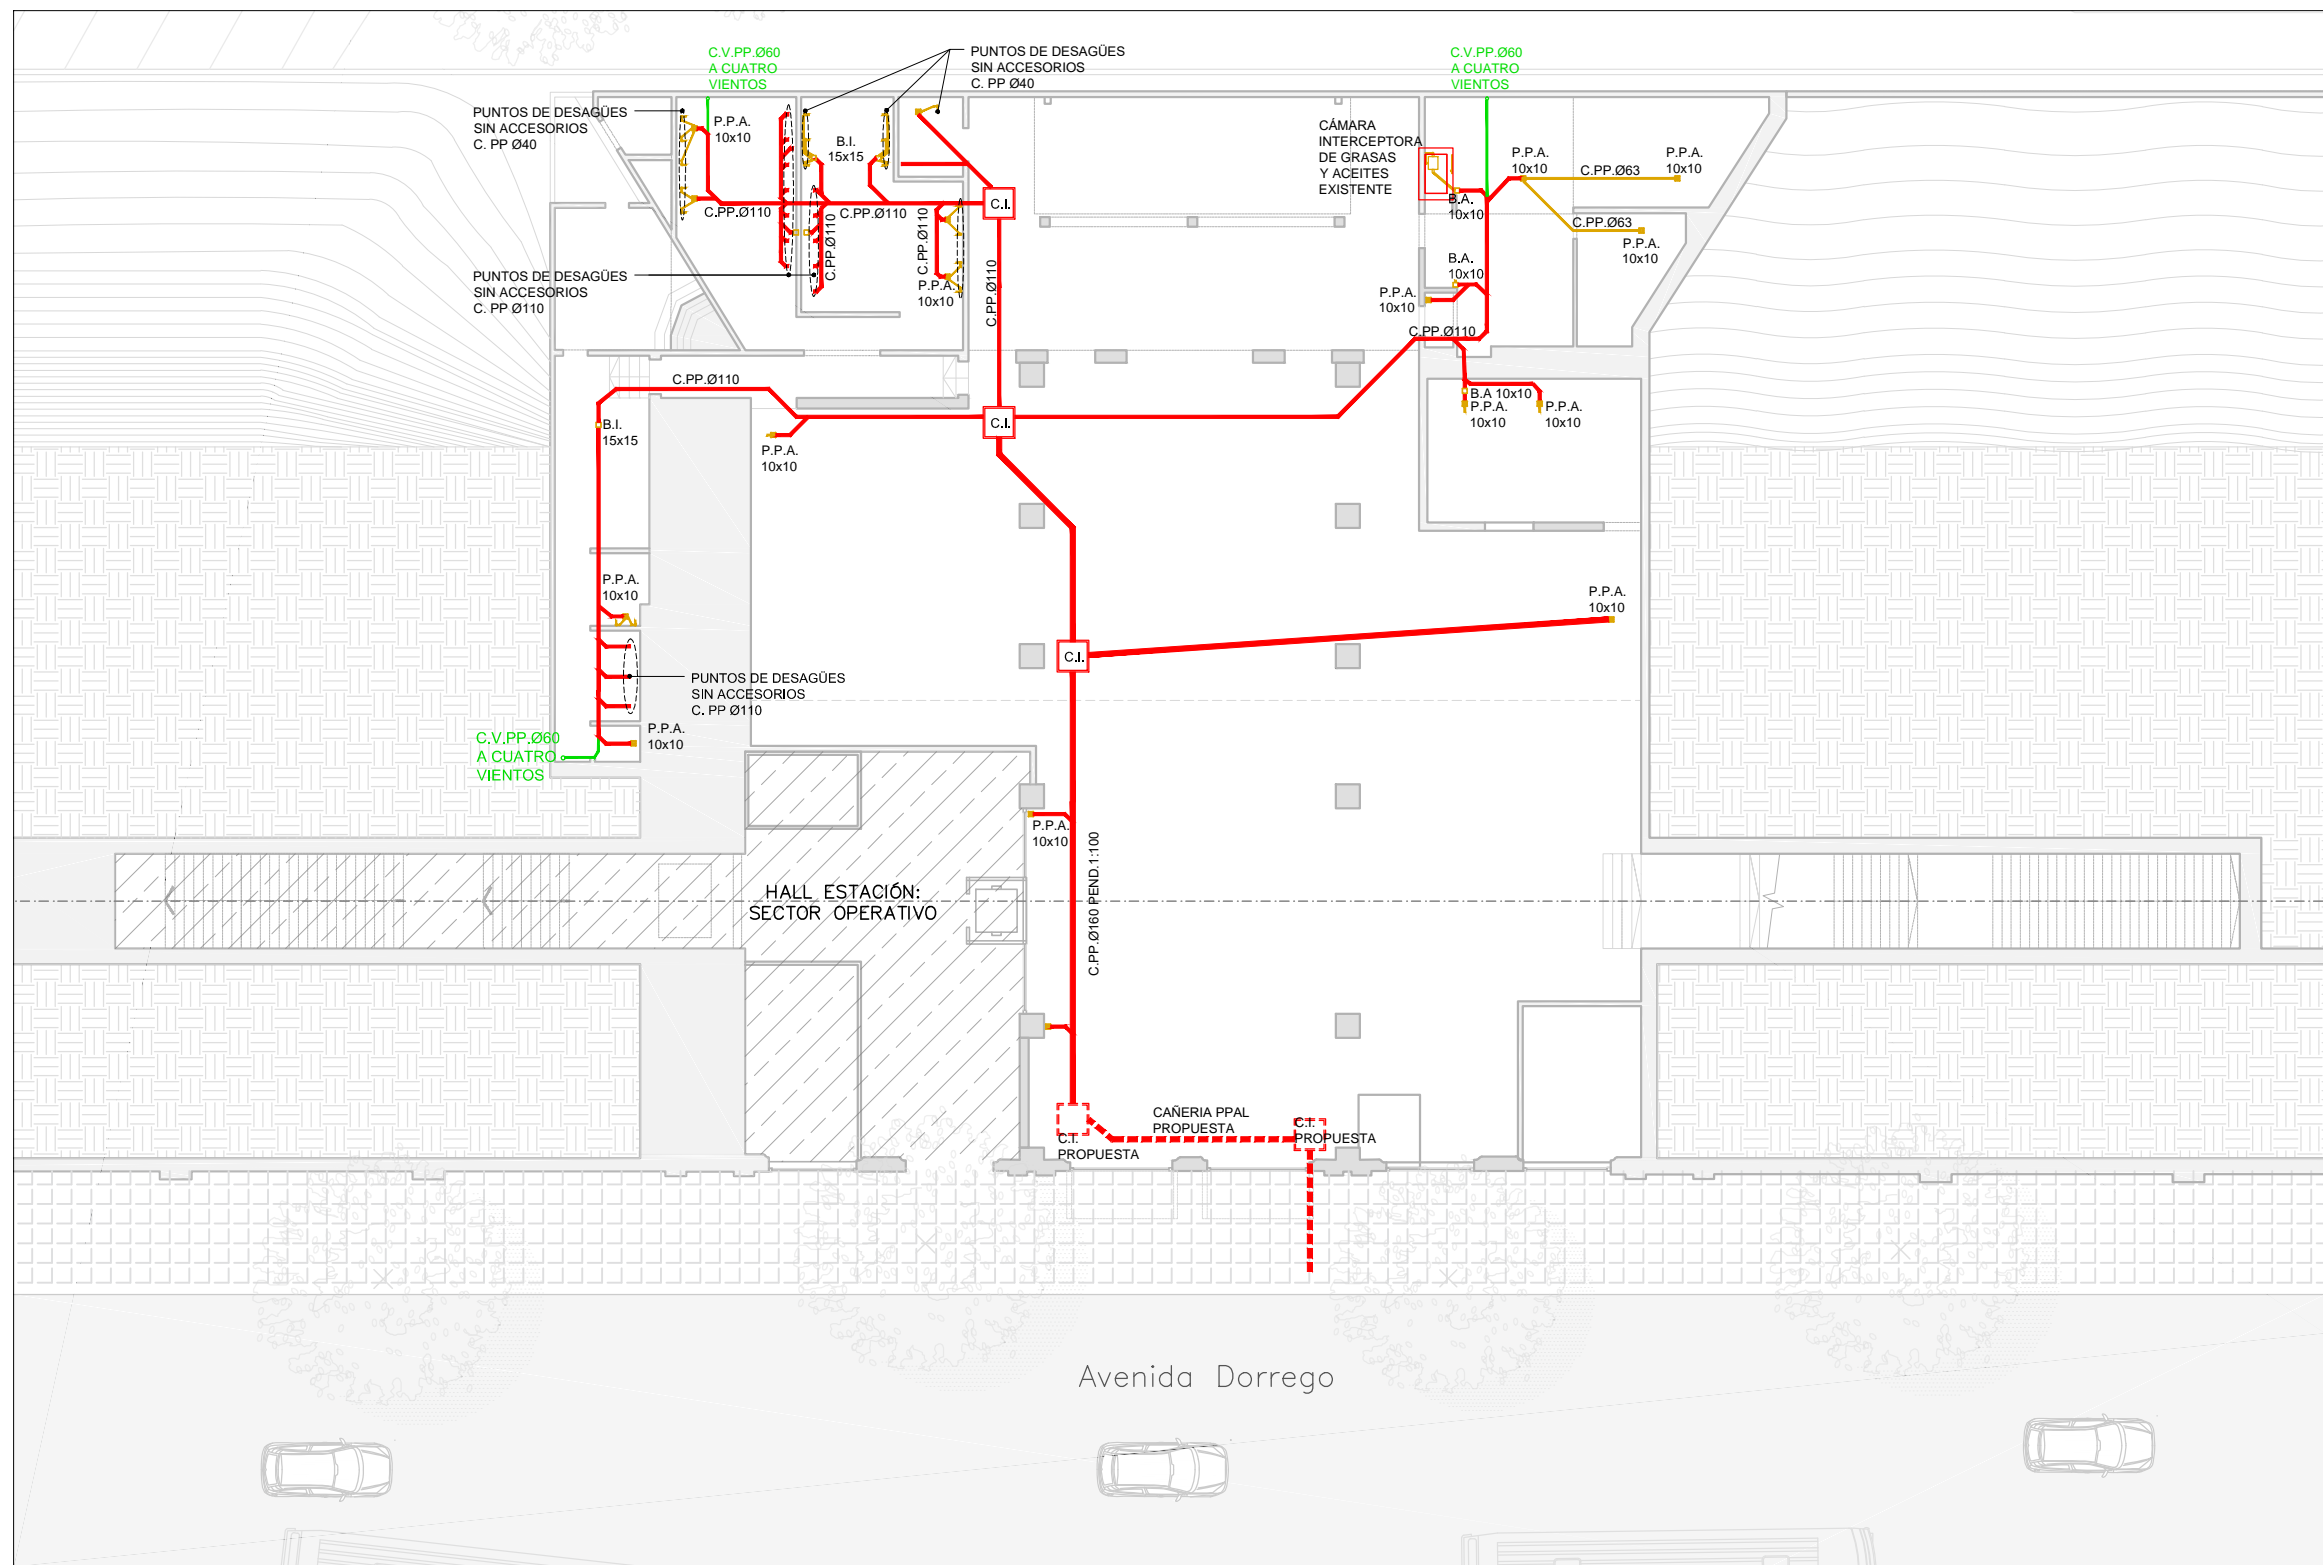 C.V.PP.Ø60
A CUATRO
VIENTOS
PUNTOS DE DESAGÜES
SIN ACCESORIOS
C. PP Ø40
C.V.PP.Ø60
A CUATRO
VIENTOS
PUNTOS DE DESAGÜES
SIN ACCESORIOS
C. PP Ø40
P.P.A.
10x10
B.I.
15x15
CÁMARA
INTERCEPTORA
DE GRASAS
Y ACEITES
EXISTENTE
P.P.A.
10x10
C.PP.Ø63
P.P.A.
10x10
B.A.
10x10
C.PP.Ø63
P.P.A.
10x10
C.PP.Ø110
C.PP.Ø110
C.I.
C.PP.Ø110
C.PP.Ø110
C.PP.Ø110
PUNTOS DE DESAGÜES
SIN ACCESORIOS
C. PP Ø110
P.P.A.
10x10
B.A.
10x10
P.P.A.
10x10
C.PP.Ø110
C.PP.Ø110
B.A 10x10
P.P.A.
10x10
P.P.A.
10x10
B.I.
15x15
C.I.
P.P.A.
10x10
P.P.A.
10x10
P.P.A.
10x10
C.I.
PUNTOS DE DESAGÜES
SIN ACCESORIOS
C. PP Ø110
P.P.A.
10x10
C.V.PP.Ø60
A CUATRO
VIENTOS
P.P.A.
10x10
C.PP.Ø160 PEND.1:100
HALL ESTACIÓN:
SECTOR OPERATIVO
CAÑERIA PPAL
PROPUESTA
C.I.
PROPUESTA
C.I.
PROPUESTA
Avenida Dorrego